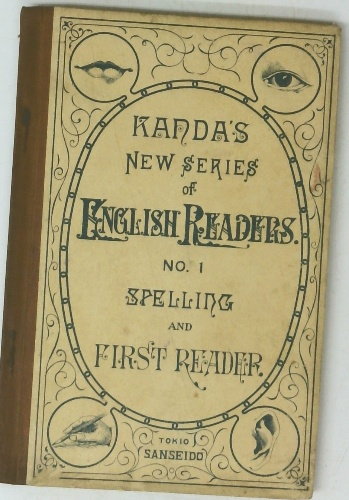 KANDA'S
NEW SERIES
OF
ENGLISH READERS.
NO. 1
SPELLING
AND
FIRST READER
TOKIO
SANSEIDO